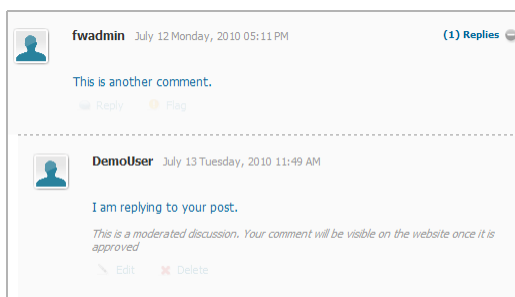 fwadmin July 12 Monday, 2010 05:11 PM (1) Replies
This is another comment.
Reply Flag
DemoUser July 13 Tuesday, 2010 11:49 AM
I am replying to your post.
This is a moderated discussion. Your comment will be visible on the website once it is
approved
Edit Delete